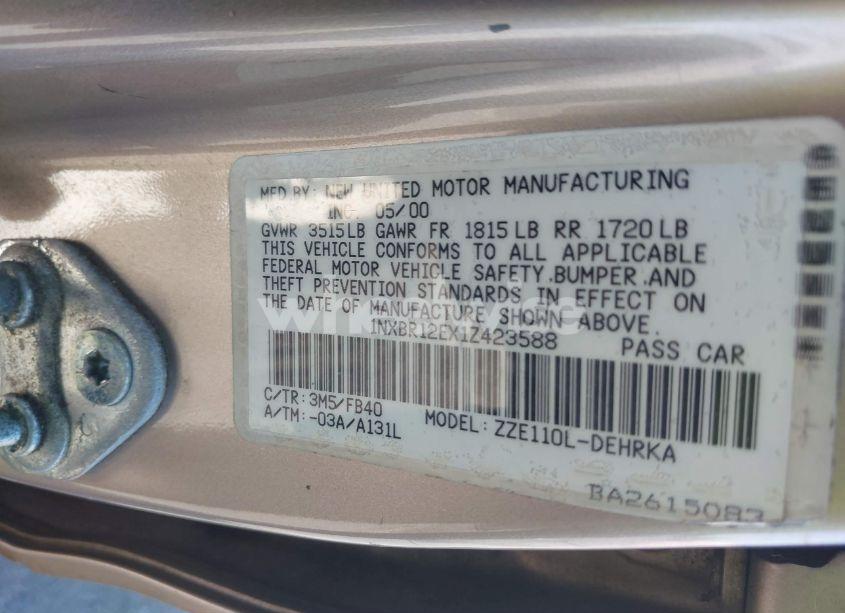 MFD BY: NEW UNITED MOTOR MANUFACTURING
INC. 05/00
GVWR 3515LB GAWR FR 1815LB RR 1720LB
THIS VEHICLE CONFORMS TO ALL APPLICABLE
FEDERAL MOTOR VEHICLE SAFETY.BUMPER.AND
THEFT PREVENTION STANDARDS IN EFFECT ON
THE DATE OF MANUFACTURE SHOWN ABOVE.
1NXBR12EX1Z423588 PASS CAR
C/TR: 3M5/FB40
A/TM: -03A/A131L MODEL: ZZE110L-DEHRKA
BA2615083